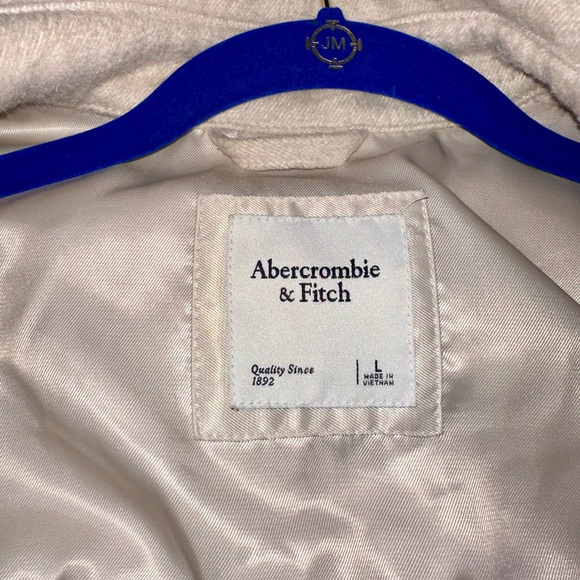 JM
Abercrombie
& Fitch
Quality Since
1892
L
MADE IN
VIETNAM